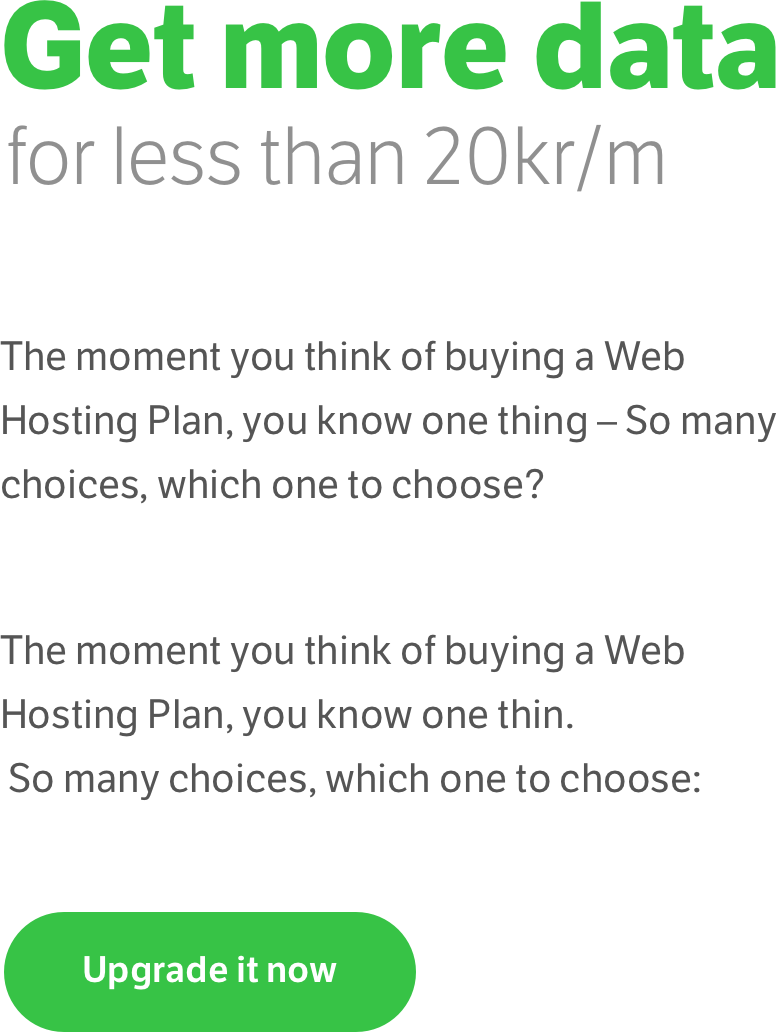 Get more data
for less than 20kr/m
The moment you think of buying a Web
Hosting Plan, you know one thing – So many
choices, which one to choose?
The moment you think of buying a Web
Hosting Plan, you know one thin.
So many choices, which one to choose:
Upgrade it now